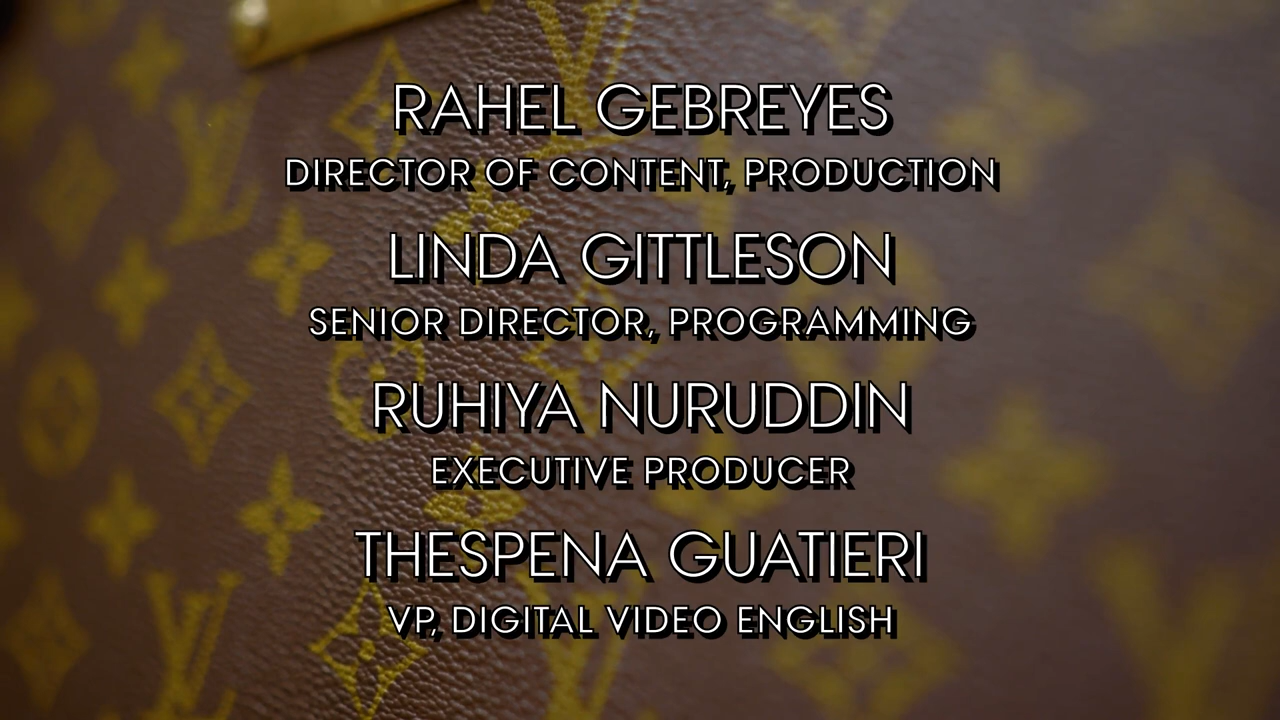 RAHEL GEBREYES
DIRECTOR OF CONTENT, PRODUCTION
LINDA GITTLESON
SENIOR DIRECTOR, PROGRAMMING
RUHIYA NURUDDIN
EXECUTIVE PRODUCER
THESPENA GUATIERI
VP, DIGITAL VIDEO ENGLISH